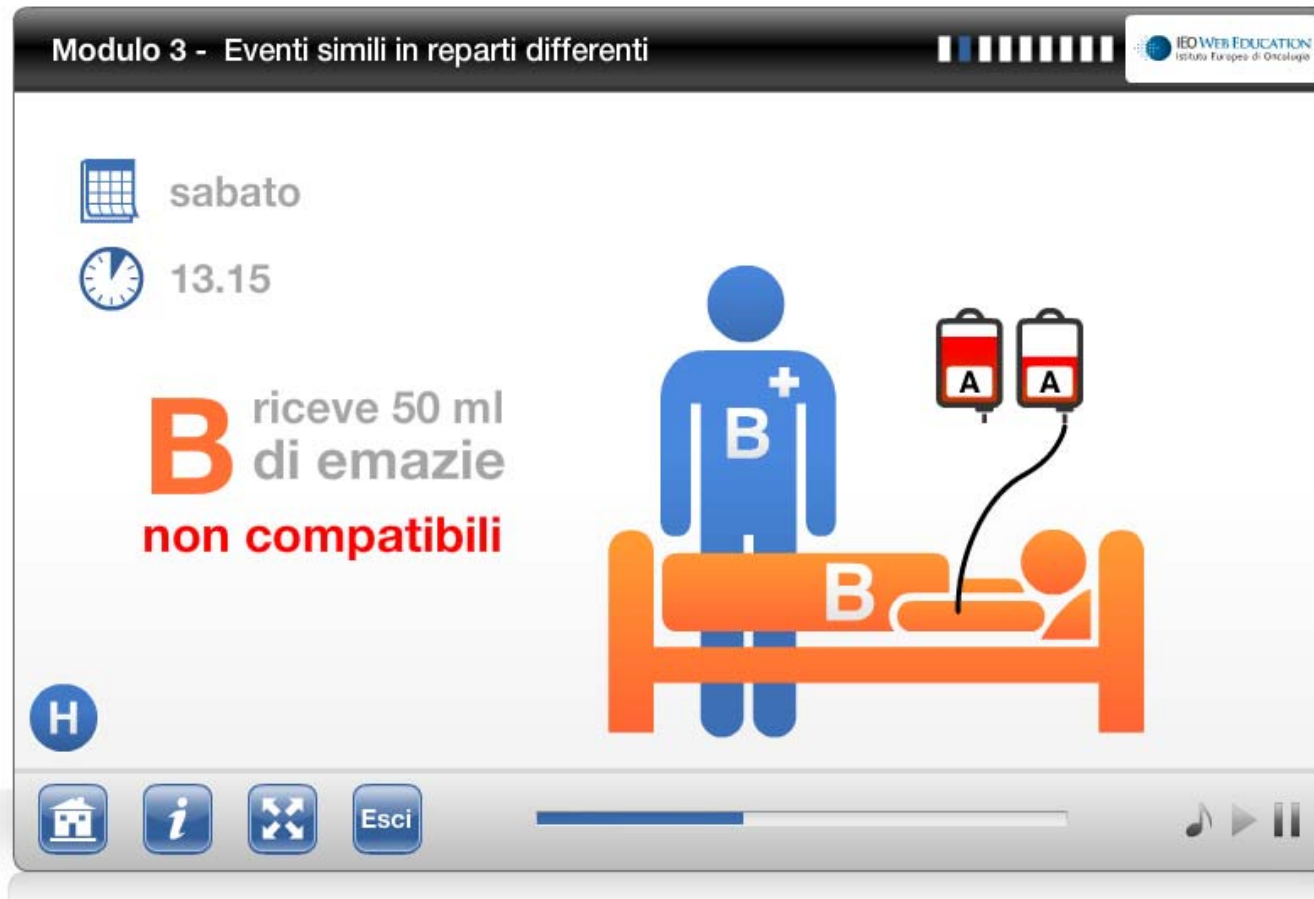 Modulo 3 - Eventi simili in reparti differenti
IEO WEB EDUCATION
Istituto Europeo di Oncologia
sabato
13.15
B riceve 50 ml
di emazie
non compatibili
A A
B
B
H
i Esci